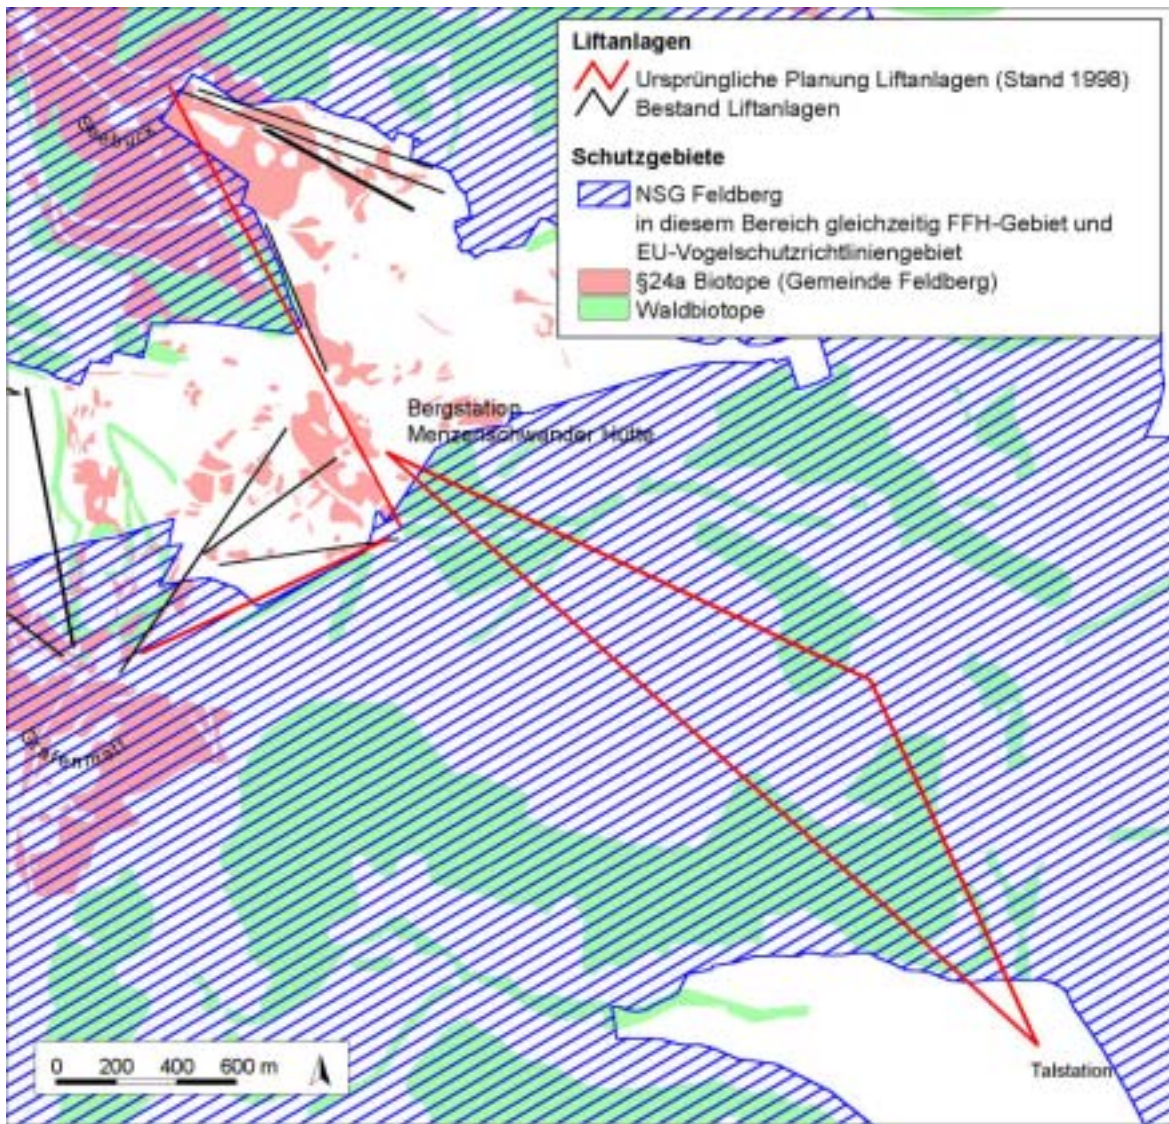 Liftanlagen
Ursprüngliche Planung Liftanlagen (Stand 1998)
Bestand Liftanlagen
Schutzgebiete
NSG Feldberg
in diesem Bereich gleichzeitig FFH-Gebiet und
EU-Vogelschutzrichtliniengebiet
§24a Biotope (Gemeinde Feldberg)
Waldbiotope
Seebuck
Bergstation
Menzenschwander Hütte
Grafenmatt
0 200 400 600 m
Talstation